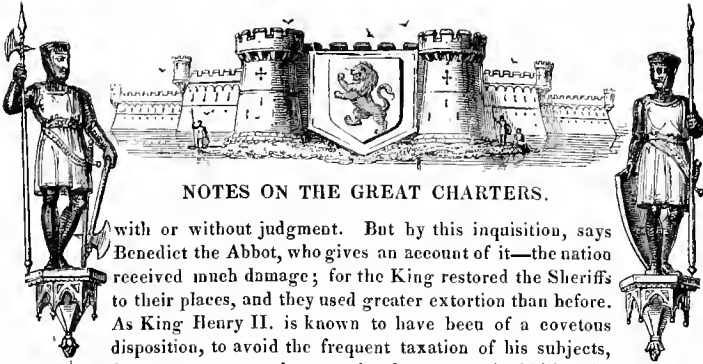 NOTES ON THE GREAT CHARTERS.
with or without judgment. But by this inquisition, says
Benedict the Abbot, who gives an account of it—the nation
received much damage; for the King restored the Sheriffs
to their places, and they used greater extortion than before.
As King Henry II. is known to have been of a covetous
disposition, to avoid the frequent taxation of his subjects,